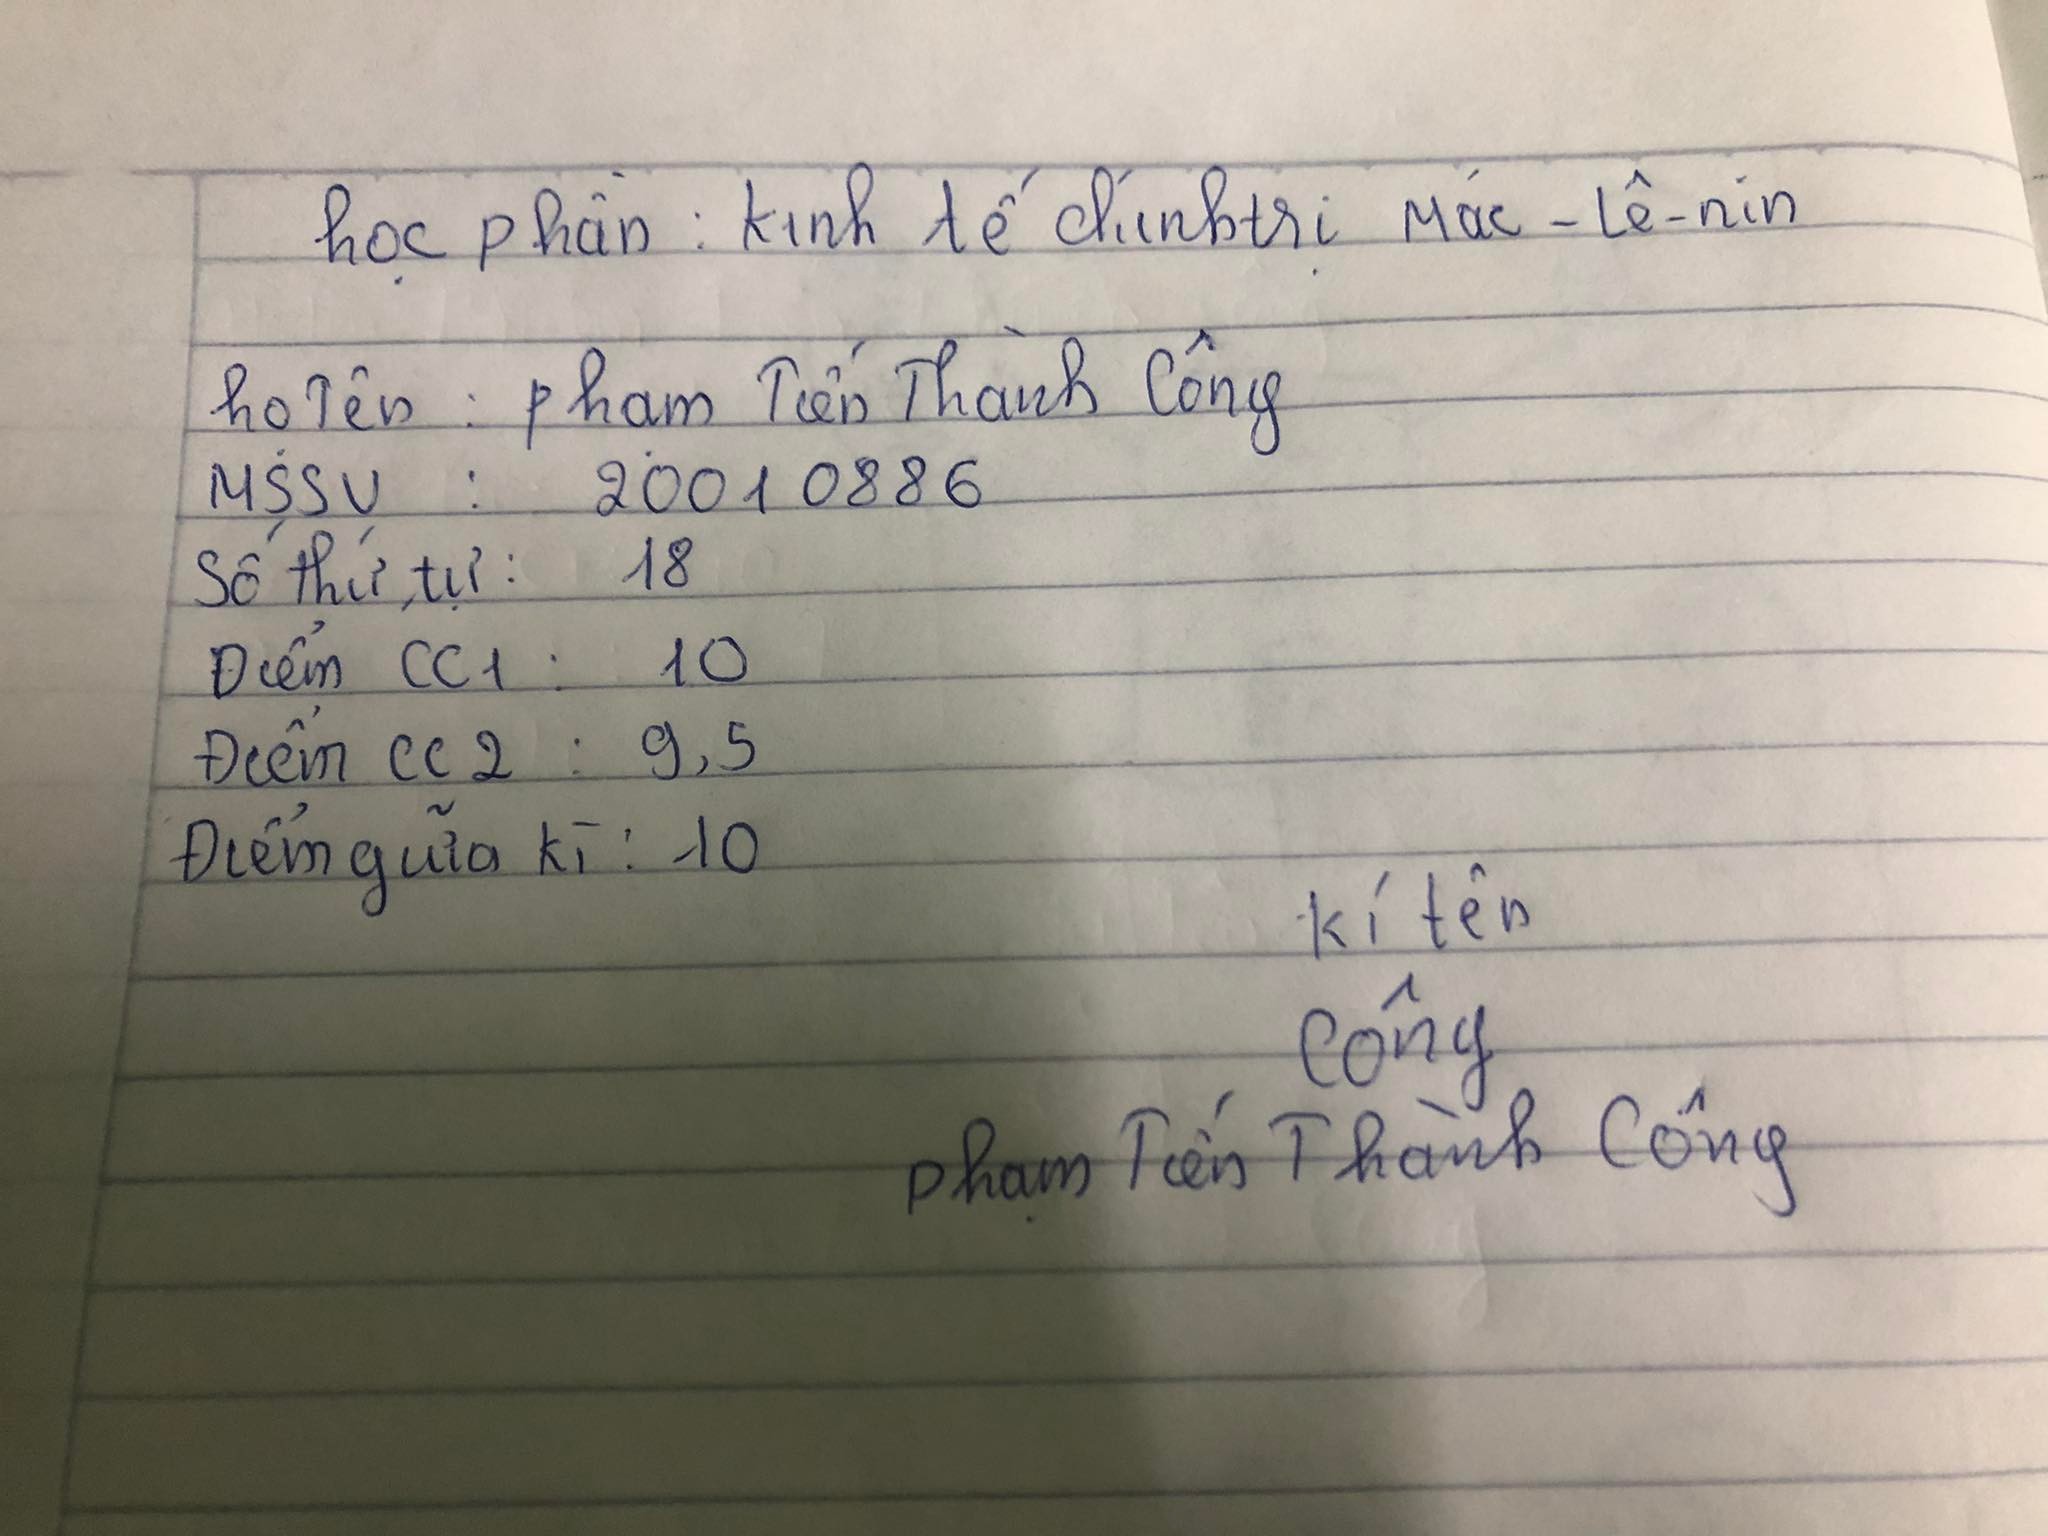 học phần : kinh tế chính trị Mác - Lê - nin
họ Tên : phạm Tiến Thành Công
MSSV : 20010886
Số thứ tự : 18
Điểm CC1 : 10
Điểm CC2 : 9,5
Điểm giữa kì : 10
kí tên
Công
phạm Tiến Thành Công